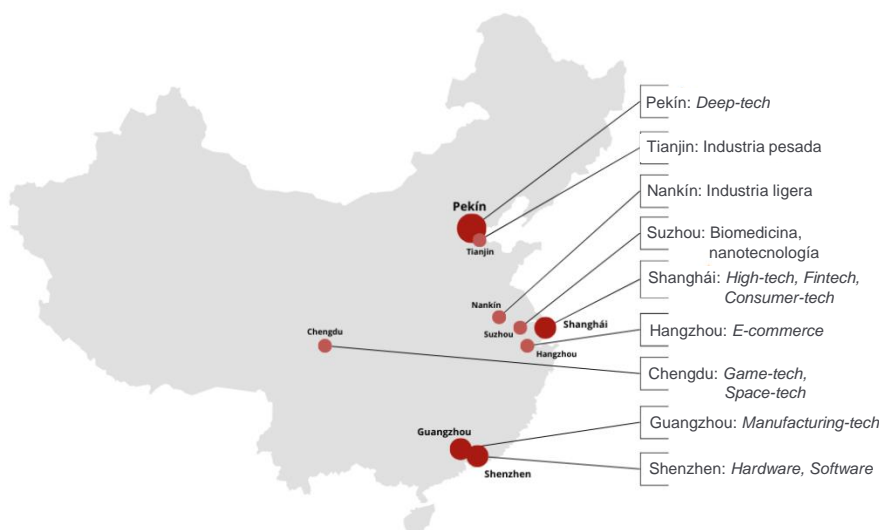 Pekín: Deep-tech
Tianjin: Industria pesada
Nankín: Industria ligera
Pekín
Suzhou: Biomedicina,
nanotecnología
Tianjin
Shanghái: High-tech, Fintech,
Consumer-tech
Nankín
Shanghái
Suzhou
Hangzhou: E-commerce
Chengdu
Hangzhou
Chengdu: Game-tech,
Space-tech
Guangzhou: Manufacturing-tech
Guangzhou
Shenzhen: Hardware, Software
Shenzhen